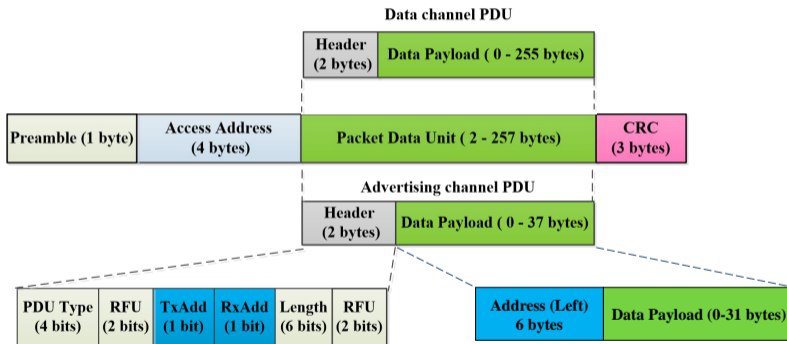 Data channel PDU
Header
(2 bytes)
Data Payload ( 0 - 255 bytes)
Preamble (1 byte)
Access Address
(4 bytes)
Packet Data Unit ( 2 - 257 bytes)
CRC
(3 bytes)
Advertising channel PDU
Header
(2 bytes)
Data Payload ( 0 - 37 bytes)
PDU Type
(4 bits)
RFU
(2 bits)
TxAdd
(1 bit)
RxAdd
(1 bit)
Length
(6 bits)
RFU
(2 bits)
Address (Left)
6 bytes
Data Payload (0-31 bytes)